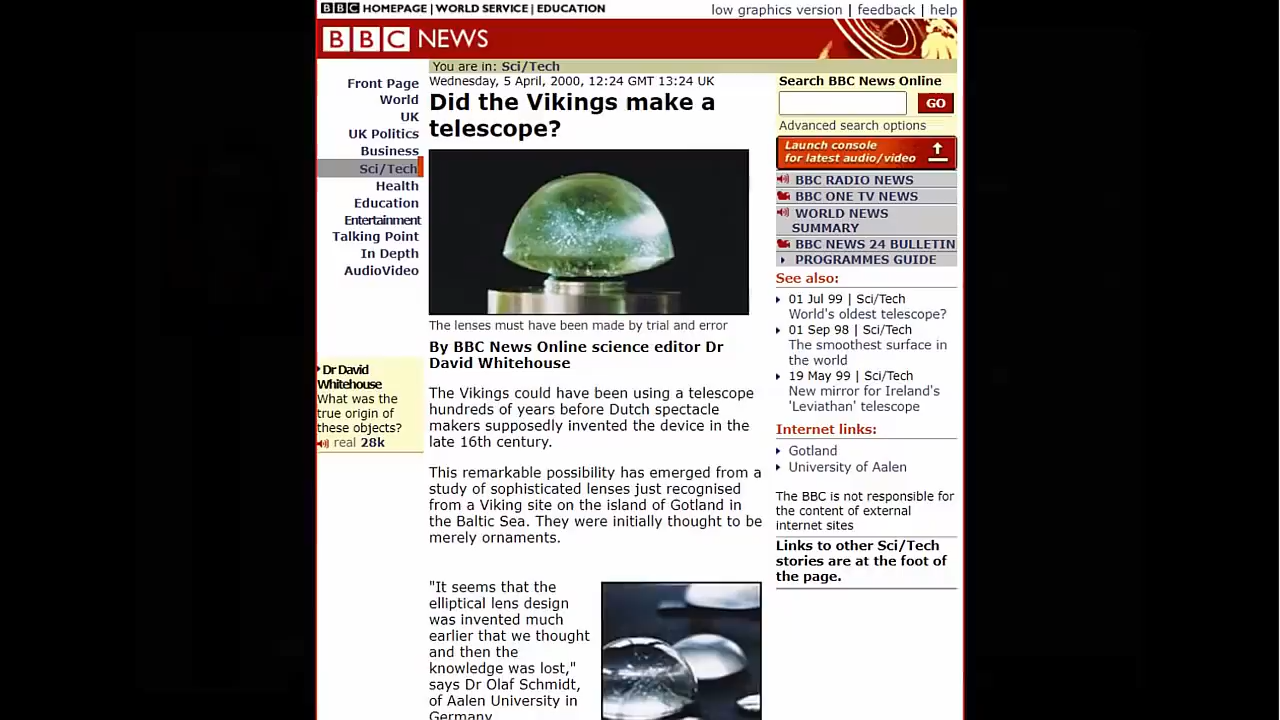 BBC HOMEPAGE | WORLD SERVICE | EDUCATION
low graphics version | feedback | help
BBC NEWS
You are in: Sci/Tech
Front Page
World
UK
UK Politics
Business
Sci/Tech
Health
Education
Entertainment
Talking Point
In Depth
AudioVideo
Dr David
Whitehouse
What was the
true origin of
these objects?
real 28k
Wednesday, 5 April, 2000, 12:24 GMT 13:24 UK
Did the Vikings make a
telescope?
The lenses must have been made by trial and error
By BBC News Online science editor Dr
David Whitehouse
The Vikings could have been using a telescope
hundreds of years before Dutch spectacle
makers supposedly invented the device in the
late 16th century.
This remarkable possibility has emerged from a
study of sophisticated lenses just recognised
from a Viking site on the island of Gotland in
the Baltic Sea. They were initially thought to be
merely ornaments.
"It seems that the
elliptical lens design
was invented much
earlier that we thought
and then the
knowledge was lost,"
says Dr Olaf Schmidt,
of Aalen University in
Germany
Search BBC News Online
GO
Advanced search options
Launch console
for latest audio/video
BBC RADIO NEWS
BBC ONE TV NEWS
WORLD NEWS
SUMMARY
BBC NEWS 24 BULLETIN
PROGRAMMES GUIDE
See also:
01 Jul 99 | Sci/Tech
World's oldest telescope?
01 Sep 98 | Sci/Tech
The smoothest surface in
the world
19 May 99 | Sci/Tech
New mirror for Ireland's
'Leviathan' telescope
Internet links:
Gotland
University of Aalen
The BBC is not responsible for
the content of external
internet sites
Links to other Sci/Tech
stories are at the foot of
the page.